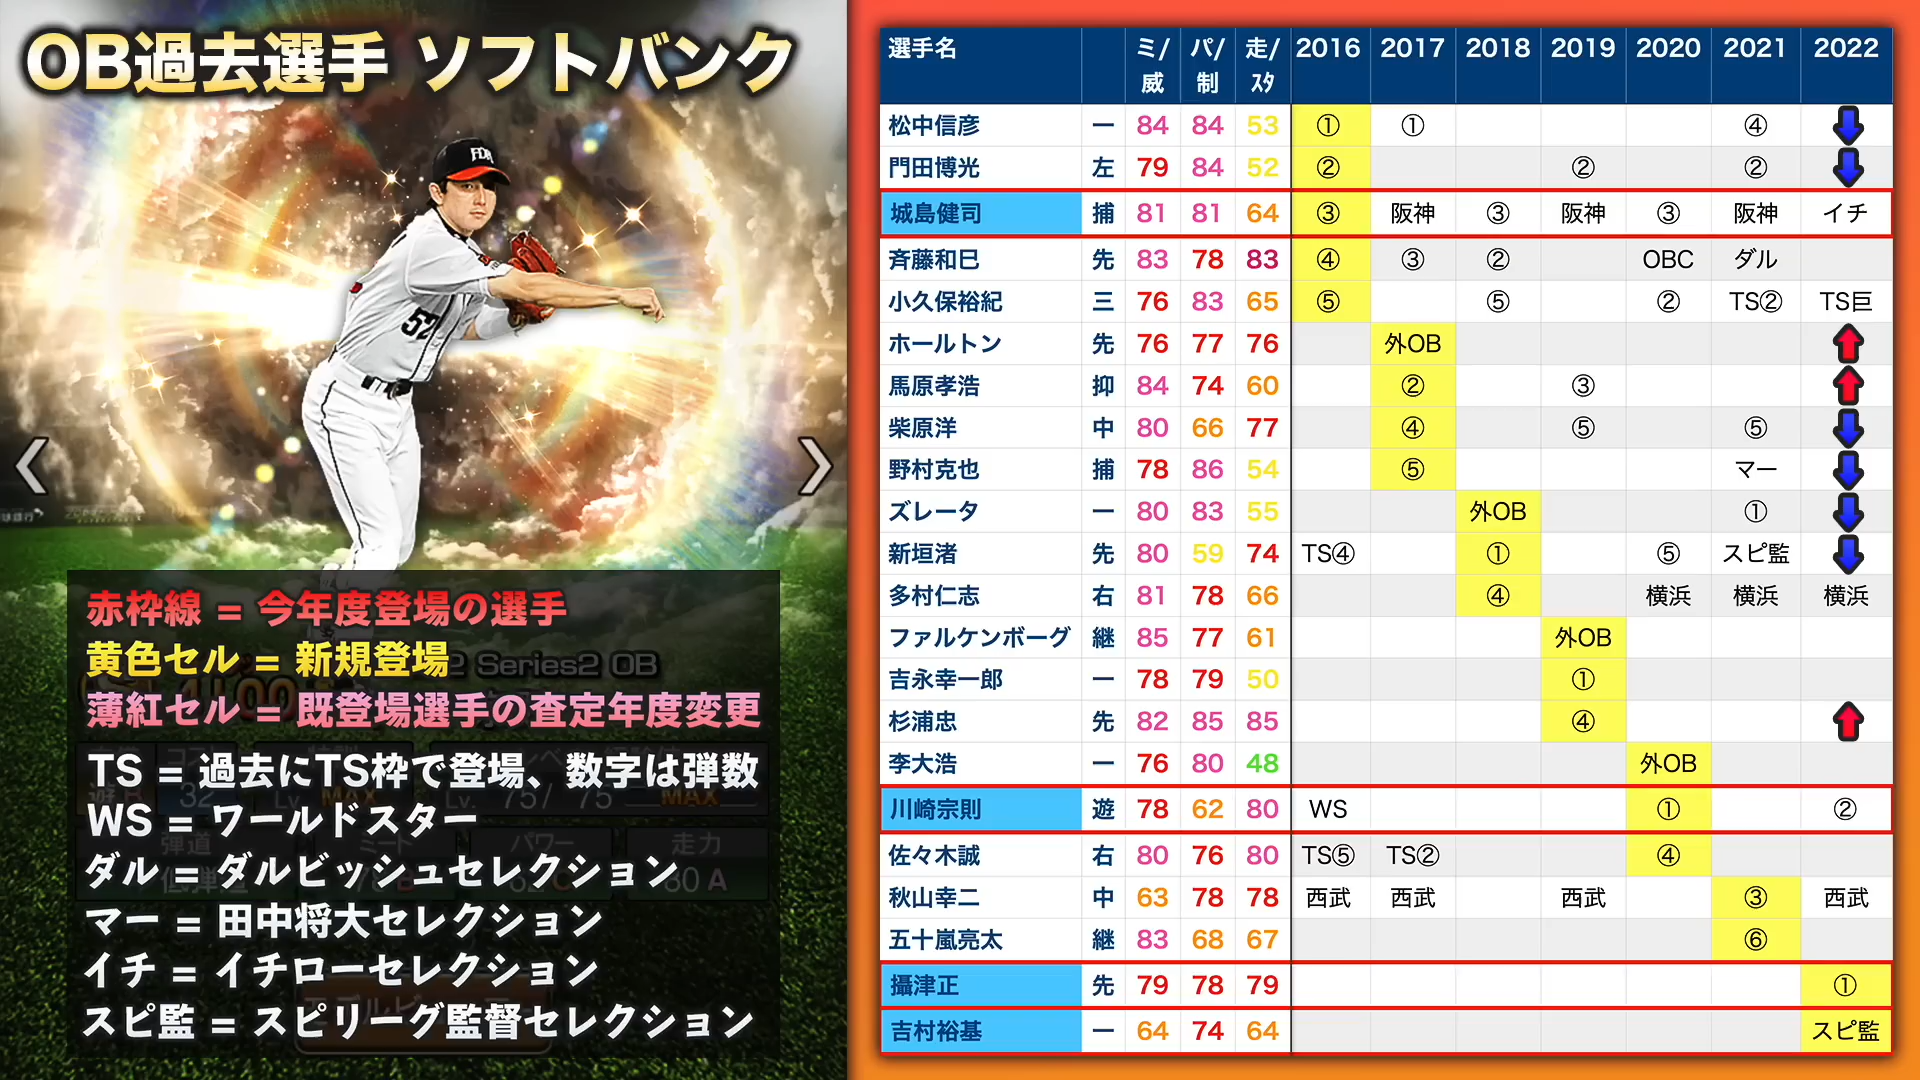 OB過去選手 ソフトバンク
FDH
52
赤枠線 = 今年度登場の選手
黄色セル = 新規登場
薄紅セル = 既登場選手の査定年度変更
TS = 過去にTS枠で登場、数字は弾数
WS = ワールドスター
ダル = ダルビッシュセレクション
マー = 田中将大セレクション
イチ = イチローセレクション
スピ監 = スピリーグ監督セレクション
Series2 OB
選手名 ミ/威 パ/制 走/ｽﾀ 2016 2017 2018 2019 2020 2021 2022
松中信彦 一 84 84 53 ① ① ④
門田博光 左 79 84 52 ② ② ②
城島健司 捕 81 81 64 ③ 阪神 ③ 阪神 ③ 阪神 イチ
斉藤和巳 先 83 78 83 ④ ③ ② OBC ダル
小久保裕紀 三 76 83 65 ⑤ ⑤ ② TS② TS巨
ホールトン 先 76 77 76 外OB
馬原孝浩 抑 84 74 60 ② ③
柴原洋 中 80 66 77 ④ ⑤ ⑤
野村克也 捕 78 86 54 ⑤ マー
ズレータ 一 80 83 55 外OB ①
新垣渚 先 80 59 74 TS④ ① ⑤ スピ監
多村仁志 右 81 78 66 ④ 横浜 横浜 横浜
ファルケンボーグ 継 85 77 61 外OB
吉永幸一郎 一 78 79 50 ①
杉浦忠 先 82 85 85 ④
李大浩 一 76 80 48 外OB
川崎宗則 遊 78 62 80 WS ① ②
佐々木誠 右 80 76 80 TS⑤ TS② ④
秋山幸二 中 63 78 78 西武 西武 西武 ③ 西武
五十嵐亮太 継 83 68 67 ⑥
攝津正 先 79 78 79 ①
吉村裕基 一 64 74 64 スピ監